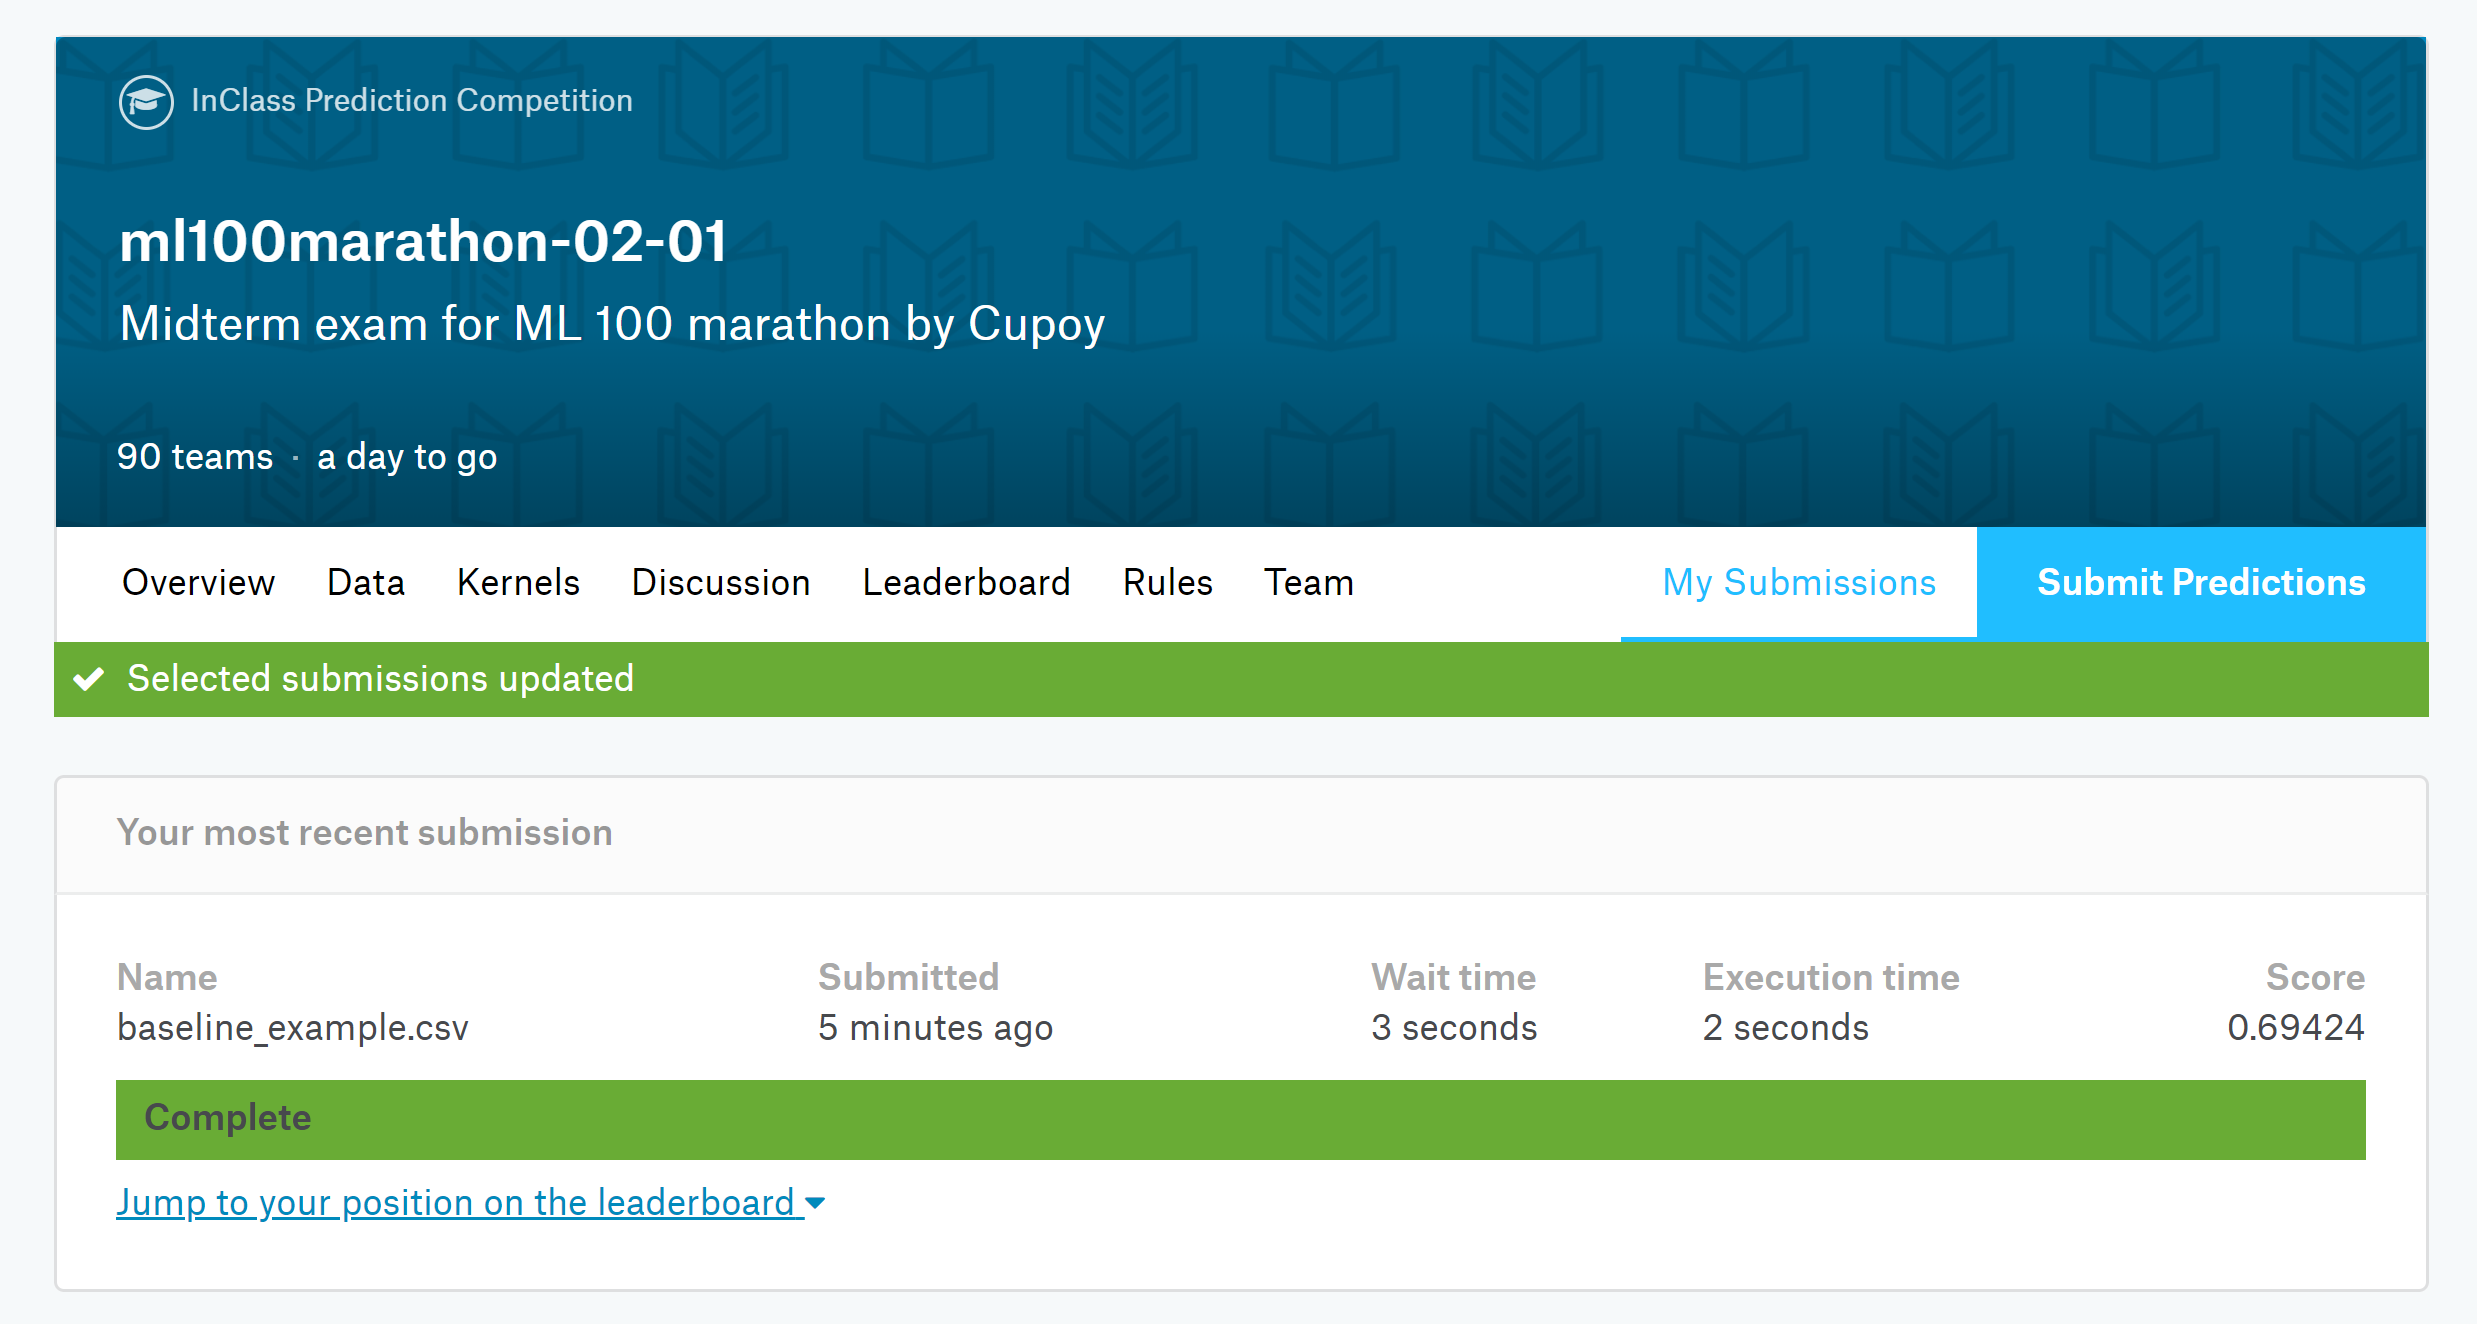 InClass Prediction Competition
ml100marathon-02-01
Midterm exam for ML 100 marathon by Cupoy
90 teams · a day to go
Overview Data Kernels Discussion Leaderboard Rules Team My Submissions Submit Predictions
Selected submissions updated
Your most recent submission
Name Submitted Wait time Execution time Score
baseline_example.csv 5 minutes ago 3 seconds 2 seconds 0.69424
Complete
Jump to your position on the leaderboard